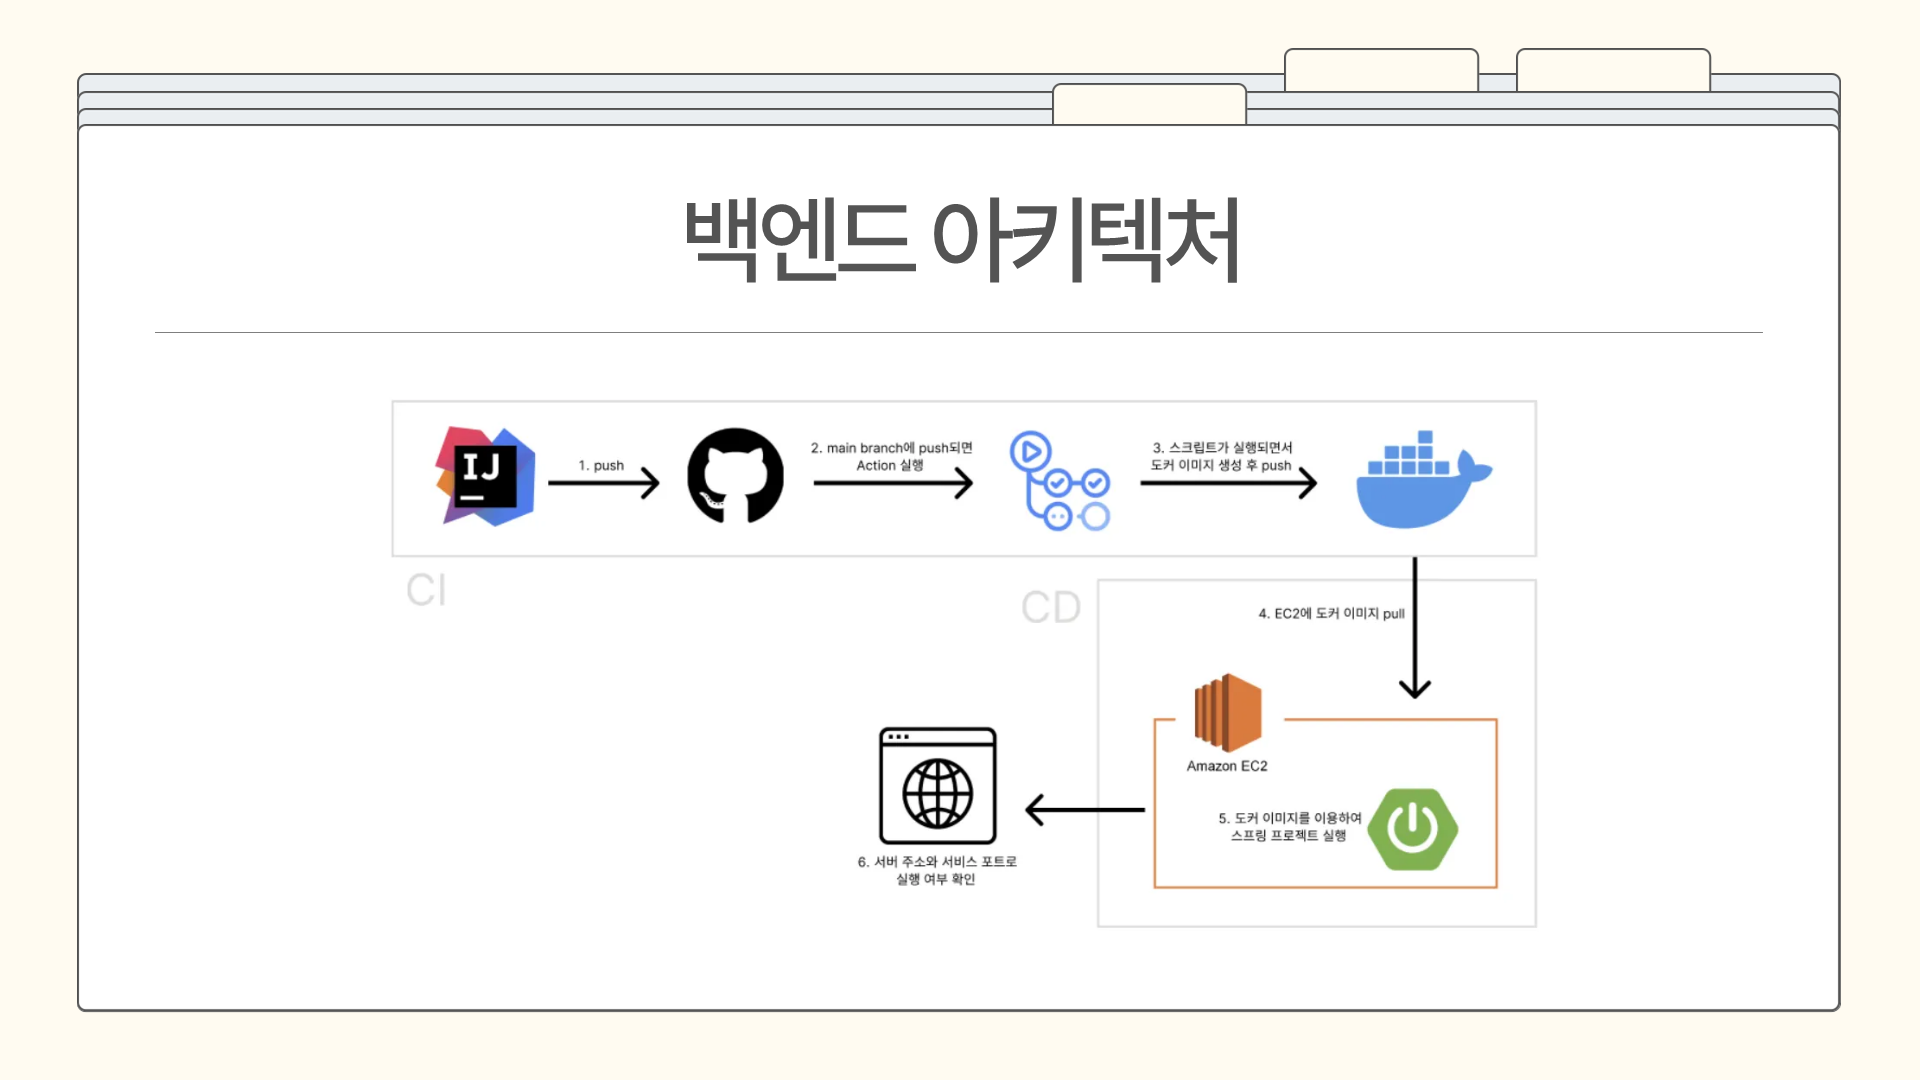 백엔드 아키텍처
IJ
1. push
2. main branch에 push되면
Action 실행
3. 스크립트가 실행되면서
도커 이미지 생성 후 push
CI
CD
4. EC2에 도커 이미지 pull
Amazon EC2
5. 도커 이미지를 이용하여
스프링 프로젝트 실행
6. 서버 주소와 서비스 포트로
실행 여부 확인